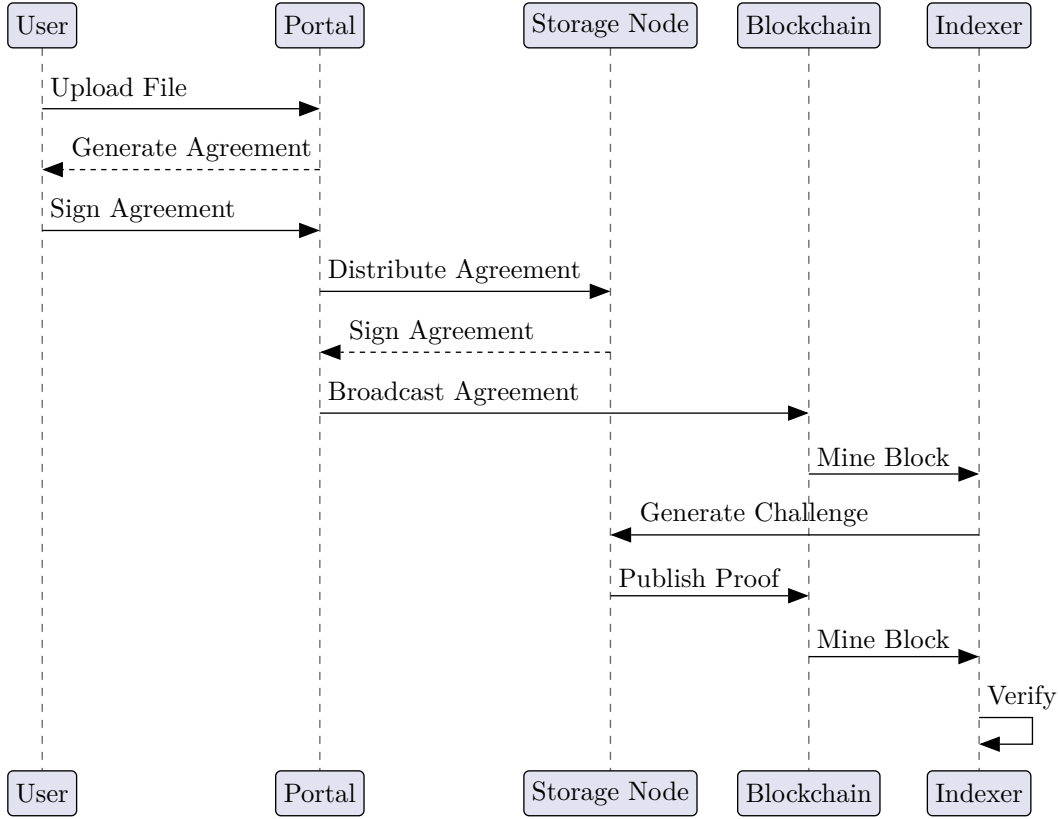 User Portal Storage Node Blockchain Indexer
Upload File
Generate Agreement
Sign Agreement
Distribute Agreement
Sign Agreement
Broadcast Agreement
Mine Block
Generate Challenge
Publish Proof
Mine Block
Verify
User Portal Storage Node Blockchain Indexer